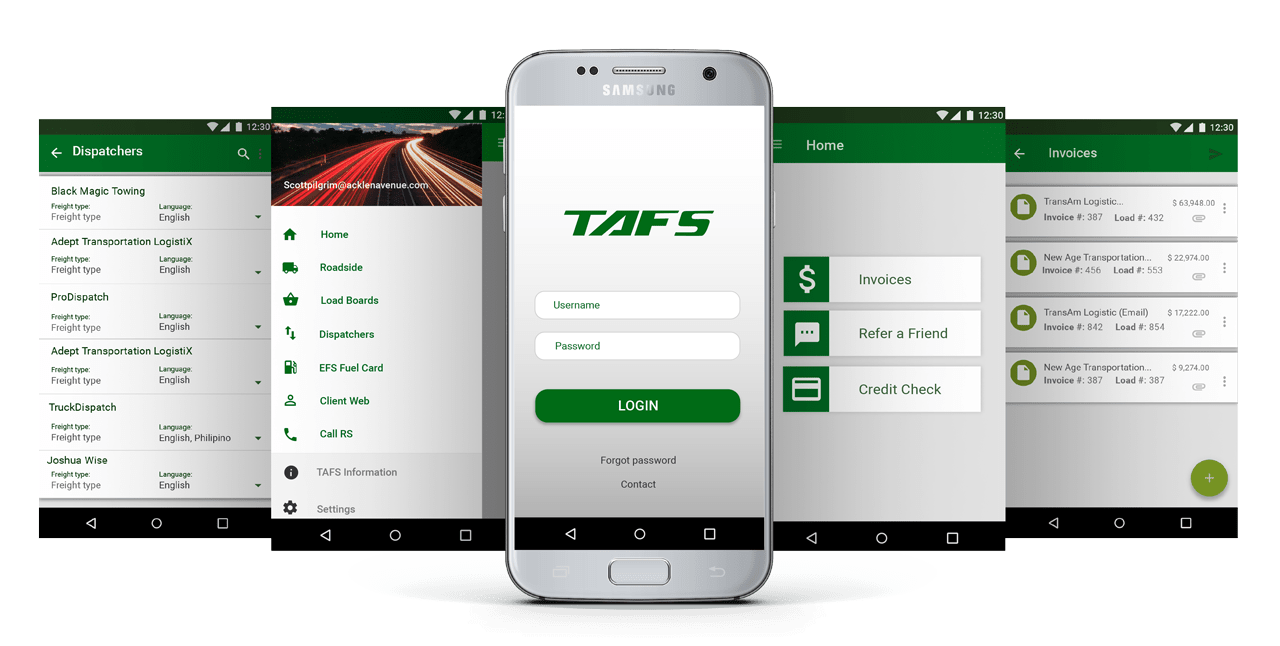 12:30
Dispatchers
Black Magic Towing
Freight type: Language:
Freight type English
Adept Transportation LogistiX
Freight type: Language:
Freight type English
ProDispatch
Freight type: Language:
Freight type English
Adept Transportation LogistiX
Freight type: Language:
Freight type English
TruckDispatch
Freight type: Language:
Freight type English, Philipino
Joshua Wise
Freight type: Language:
Freight type English
12:
Scottpilgrim@acklenavenue.com
Home
Roadside
Load Boards
Dispatchers
EFS Fuel Card
Client Web
Call RS
TAFS Information
Settings
SAMSUNG
TAFS
Username
Password
LOGIN
Forgot password
Contact
12:30
Home
Invoices
Refer a Friend
Credit Check
12:30
Invoices
TransAm Logistic... $ 63,948.00
Invoice #: 387 Load #: 432
New Age Transportation... $ 22,974.00
Invoice #: 456 Load #: 553
TransAm Logistic (Email) $ 17,222.00
Invoice #: 842 Load #: 854
New Age Transportation... $ 9,274.00
Invoice #: 387 Load #: 387